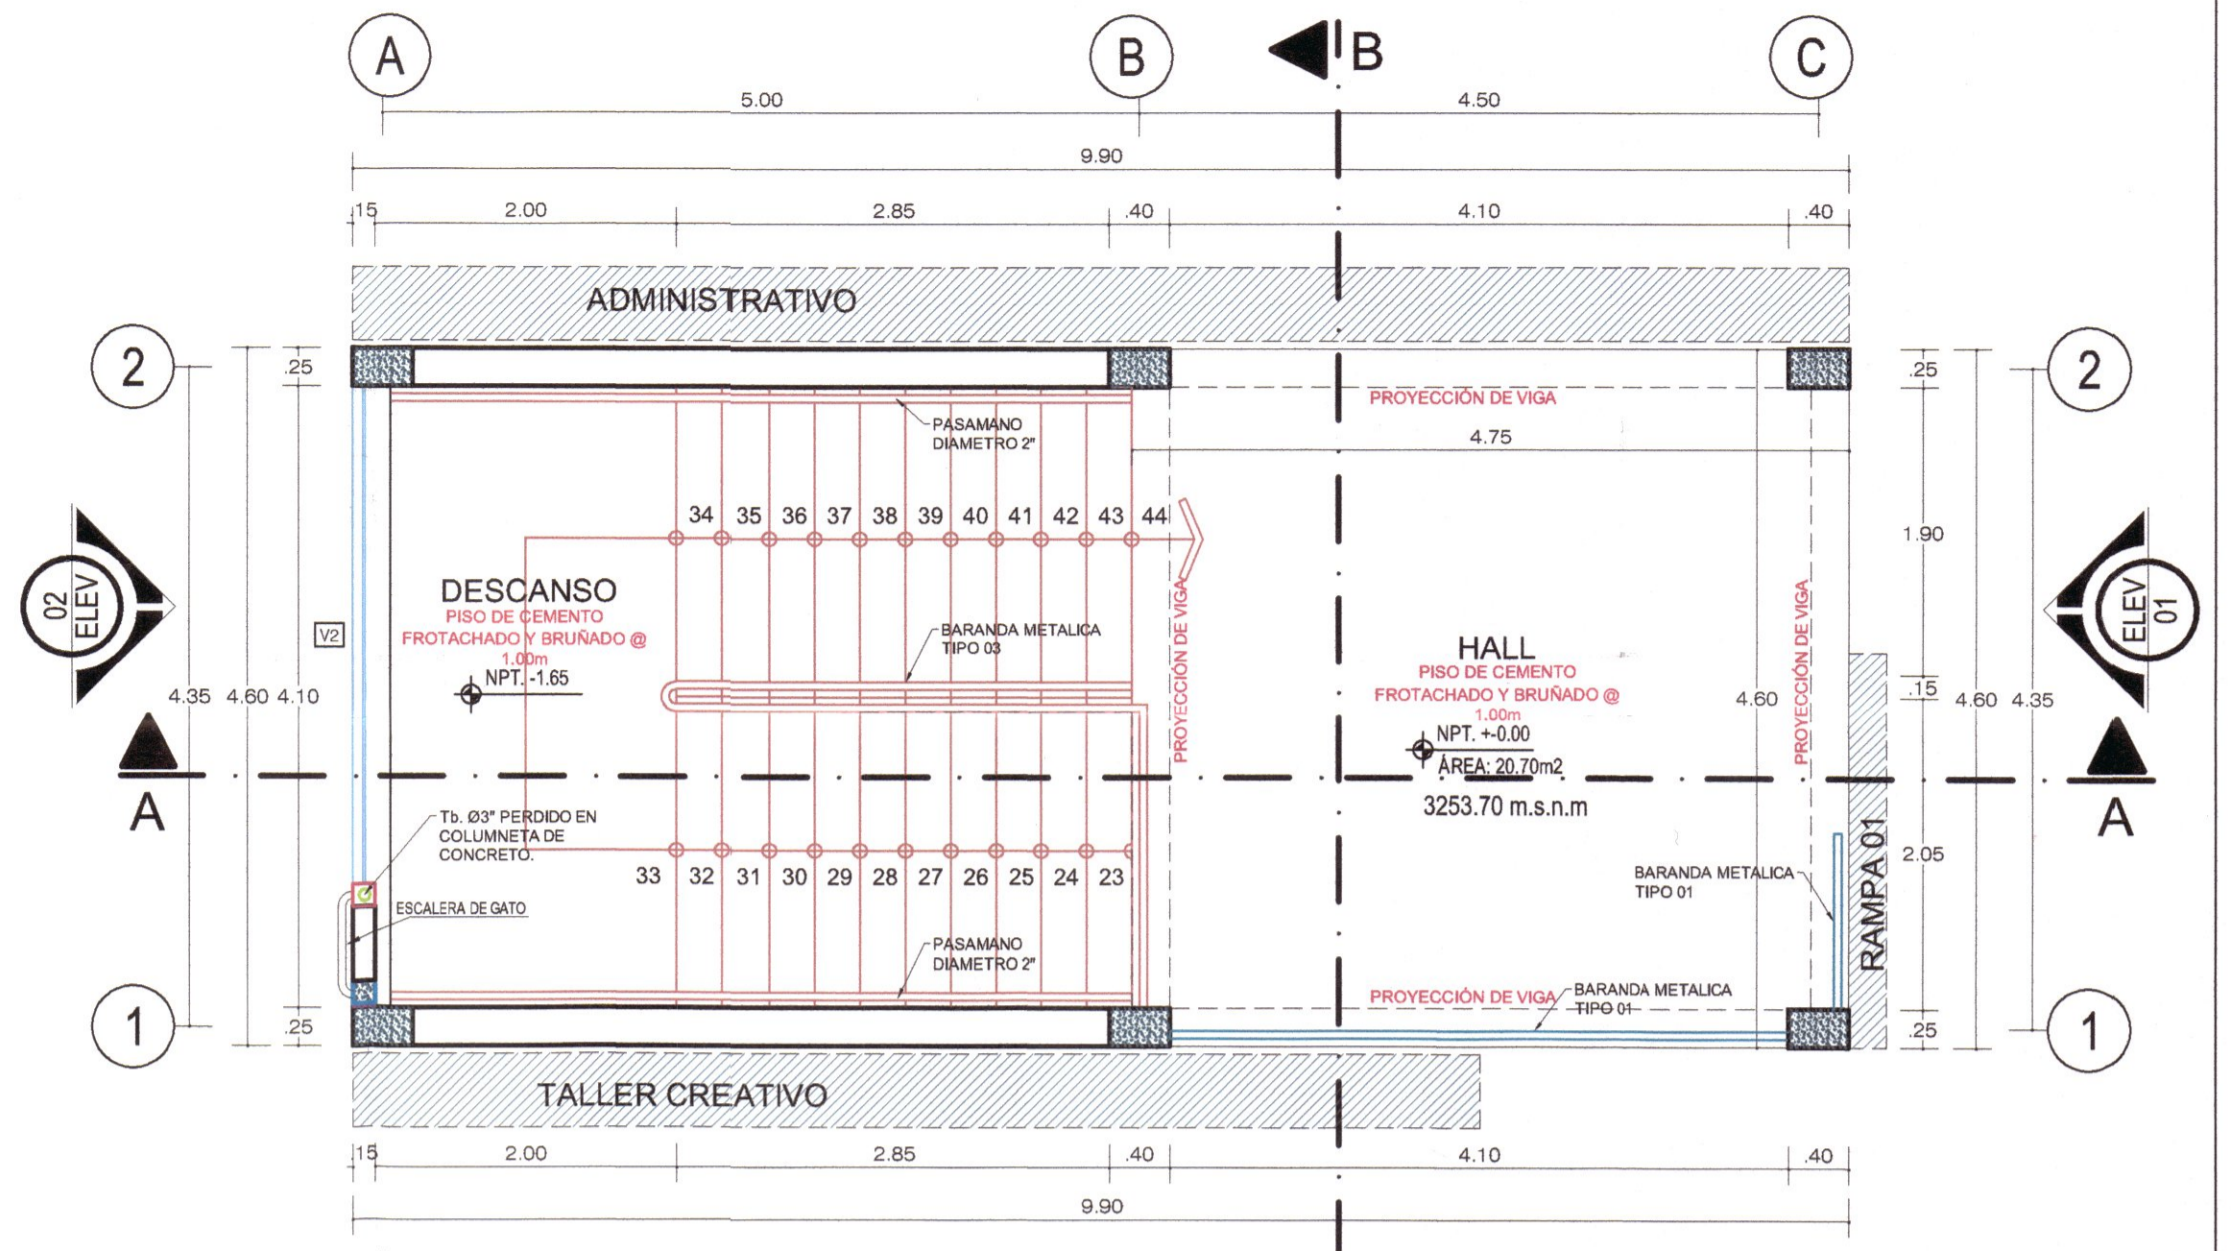 A
B
B
C
5.00
4.50
9.90
.15
2.00
2.85
.40
4.10
.40
ADMINISTRATIVO
2
.25
.25
2
PROYECCIÓN DE VIGA
PASAMANO
DIAMETRO 2"
4.75
34 35 36 37 38 39 40 41 42 43 44
1.90
DESCANSO
PISO DE CEMENTO
FROTACHADO Y BRUÑADO @
1.00m
NPT. -1.65
V2
02
ELEV
BARANDA METALICA
TIPO 03
PROYECCIÓN DE VIGA
HALL
PISO DE CEMENTO
FROTACHADO Y BRUÑADO @
1.00m
NPT. +-0.00
ÁREA: 20.70m2
3253.70 m.s.n.m
PROYECCIÓN DE VIGA
ELEV
01
4.35
4.60
4.10
4.60
.15
4.60
4.35
A
A
Tb. Ø3" PERDIDO EN
COLUMNETA DE
CONCRETO.
33 32 31 30 29 28 27 26 25 24 23
2.05
BARANDA METALICA
TIPO 01
RAMPA 01
ESCALERA DE GATO
PASAMANO
DIAMETRO 2"
PROYECCIÓN DE VIGA
BARANDA METALICA
TIPO 01
1
.25
.25
1
TALLER CREATIVO
.15
2.00
2.85
.40
4.10
.40
9.90